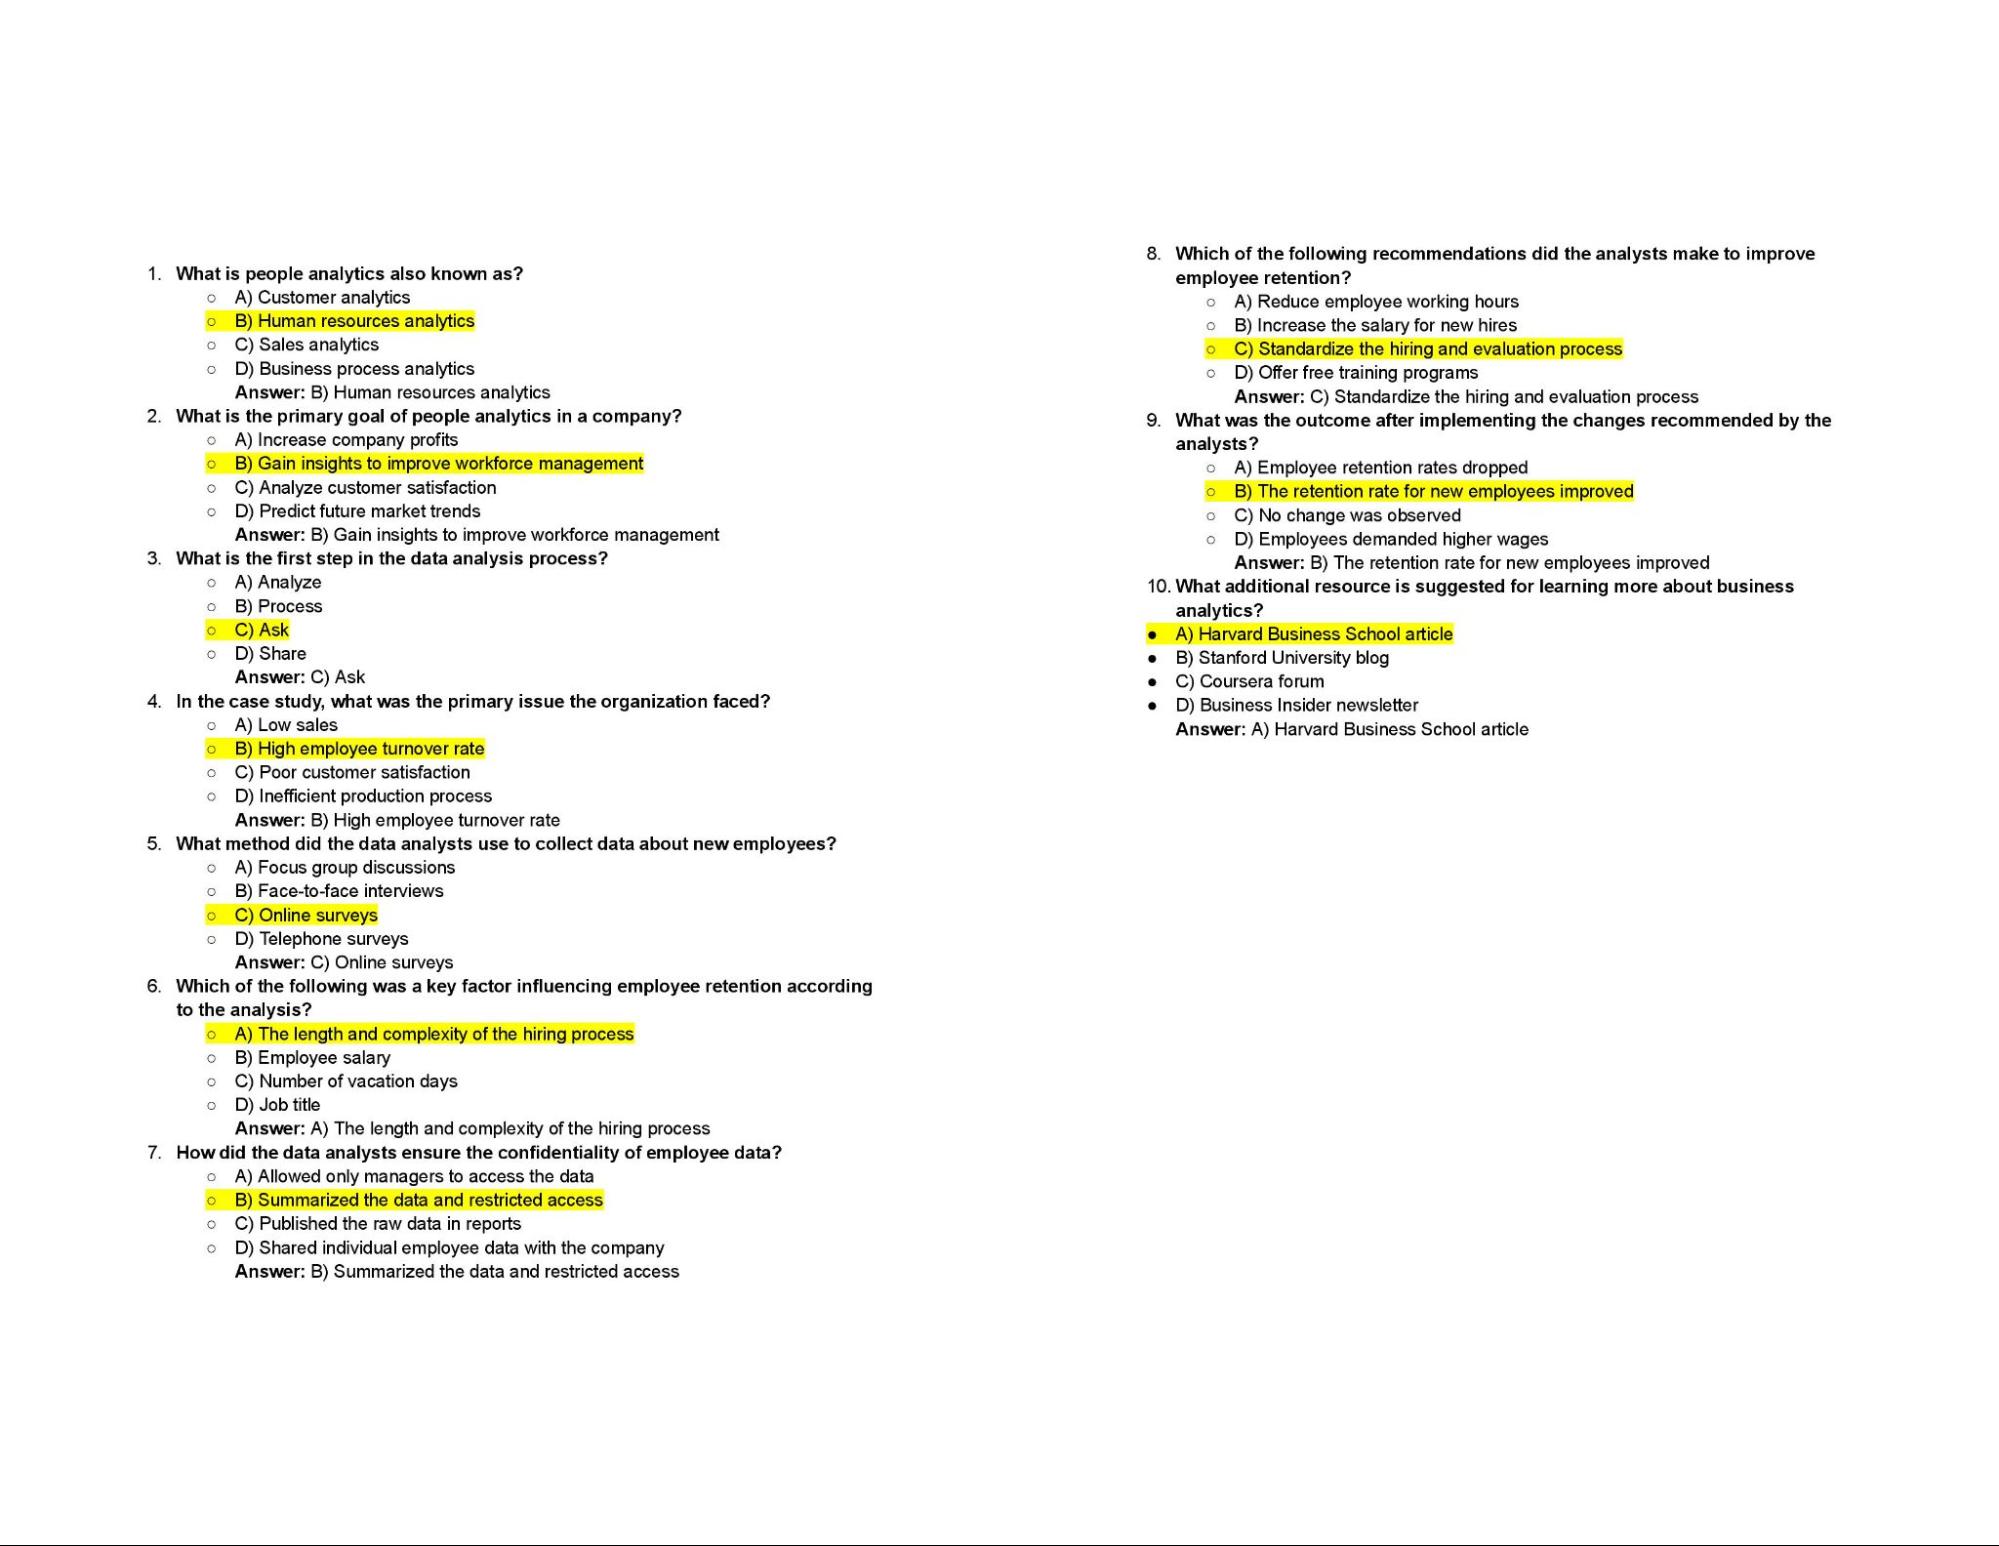 1. What is people analytics also known as?
○ A) Customer analytics
○ B) Human resources analytics
○ C) Sales analytics
○ D) Business process analytics
Answer: B) Human resources analytics
2. What is the primary goal of people analytics in a company?
○ A) Increase company profits
○ B) Gain insights to improve workforce management
○ C) Analyze customer satisfaction
○ D) Predict future market trends
Answer: B) Gain insights to improve workforce management
3. What is the first step in the data analysis process?
○ A) Analyze
○ B) Process
○ C) Ask
○ D) Share
Answer: C) Ask
4. In the case study, what was the primary issue the organization faced?
○ A) Low sales
○ B) High employee turnover rate
○ C) Poor customer satisfaction
○ D) Inefficient production process
Answer: B) High employee turnover rate
5. What method did the data analysts use to collect data about new employees?
○ A) Focus group discussions
○ B) Face-to-face interviews
○ C) Online surveys
○ D) Telephone surveys
Answer: C) Online surveys
6. Which of the following was a key factor influencing employee retention according
to the analysis?
○ A) The length and complexity of the hiring process
○ B) Employee salary
○ C) Number of vacation days
○ D) Job title
Answer: A) The length and complexity of the hiring process
7. How did the data analysts ensure the confidentiality of employee data?
○ A) Allowed only managers to access the data
○ B) Summarized the data and restricted access
○ C) Published the raw data in reports
○ D) Shared individual employee data with the company
Answer: B) Summarized the data and restricted access
8. Which of the following recommendations did the analysts make to improve
employee retention?
○ A) Reduce employee working hours
○ B) Increase the salary for new hires
○ C) Standardize the hiring and evaluation process
○ D) Offer free training programs
Answer: C) Standardize the hiring and evaluation process
9. What was the outcome after implementing the changes recommended by the
analysts?
○ A) Employee retention rates dropped
○ B) The retention rate for new employees improved
○ C) No change was observed
○ D) Employees demanded higher wages
Answer: B) The retention rate for new employees improved
10. What additional resource is suggested for learning more about business
analytics?
● A) Harvard Business School article
● B) Stanford University blog
● C) Coursera forum
● D) Business Insider newsletter
Answer: A) Harvard Business School article